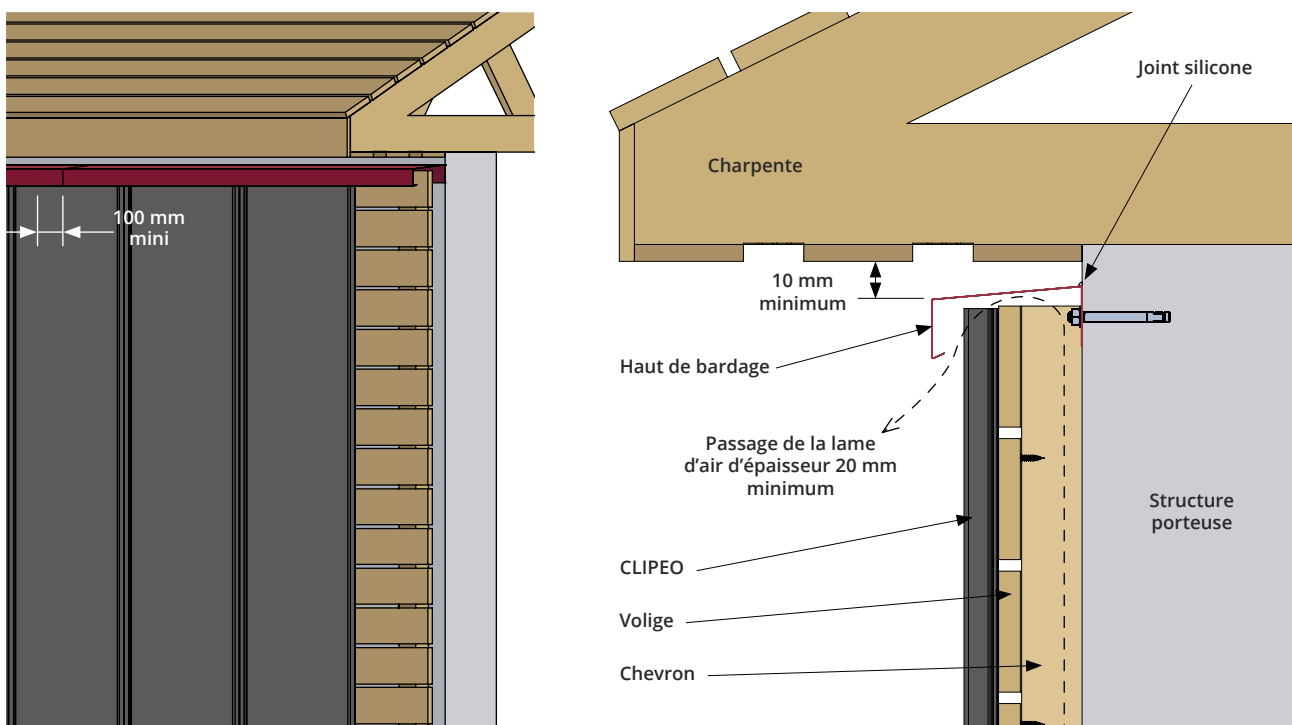 100 mm
mini
Joint silicone
Charpente
10 mm
minimum
Haut de bardage
Passage de la lame
d’air d’épaisseur 20 mm
minimum
Structure
porteuse
CLIPEO
Volige
Chevron